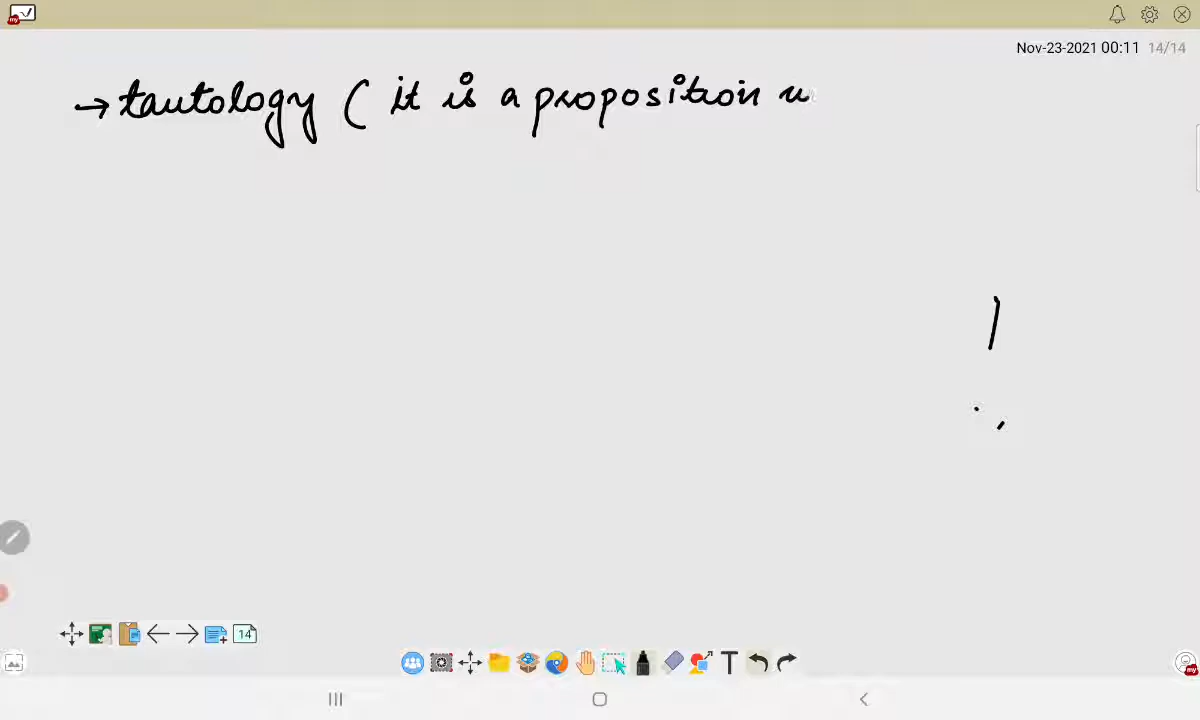 Nov-23-2021 00:11 14/14
→ tautology ( it is a proposition
14